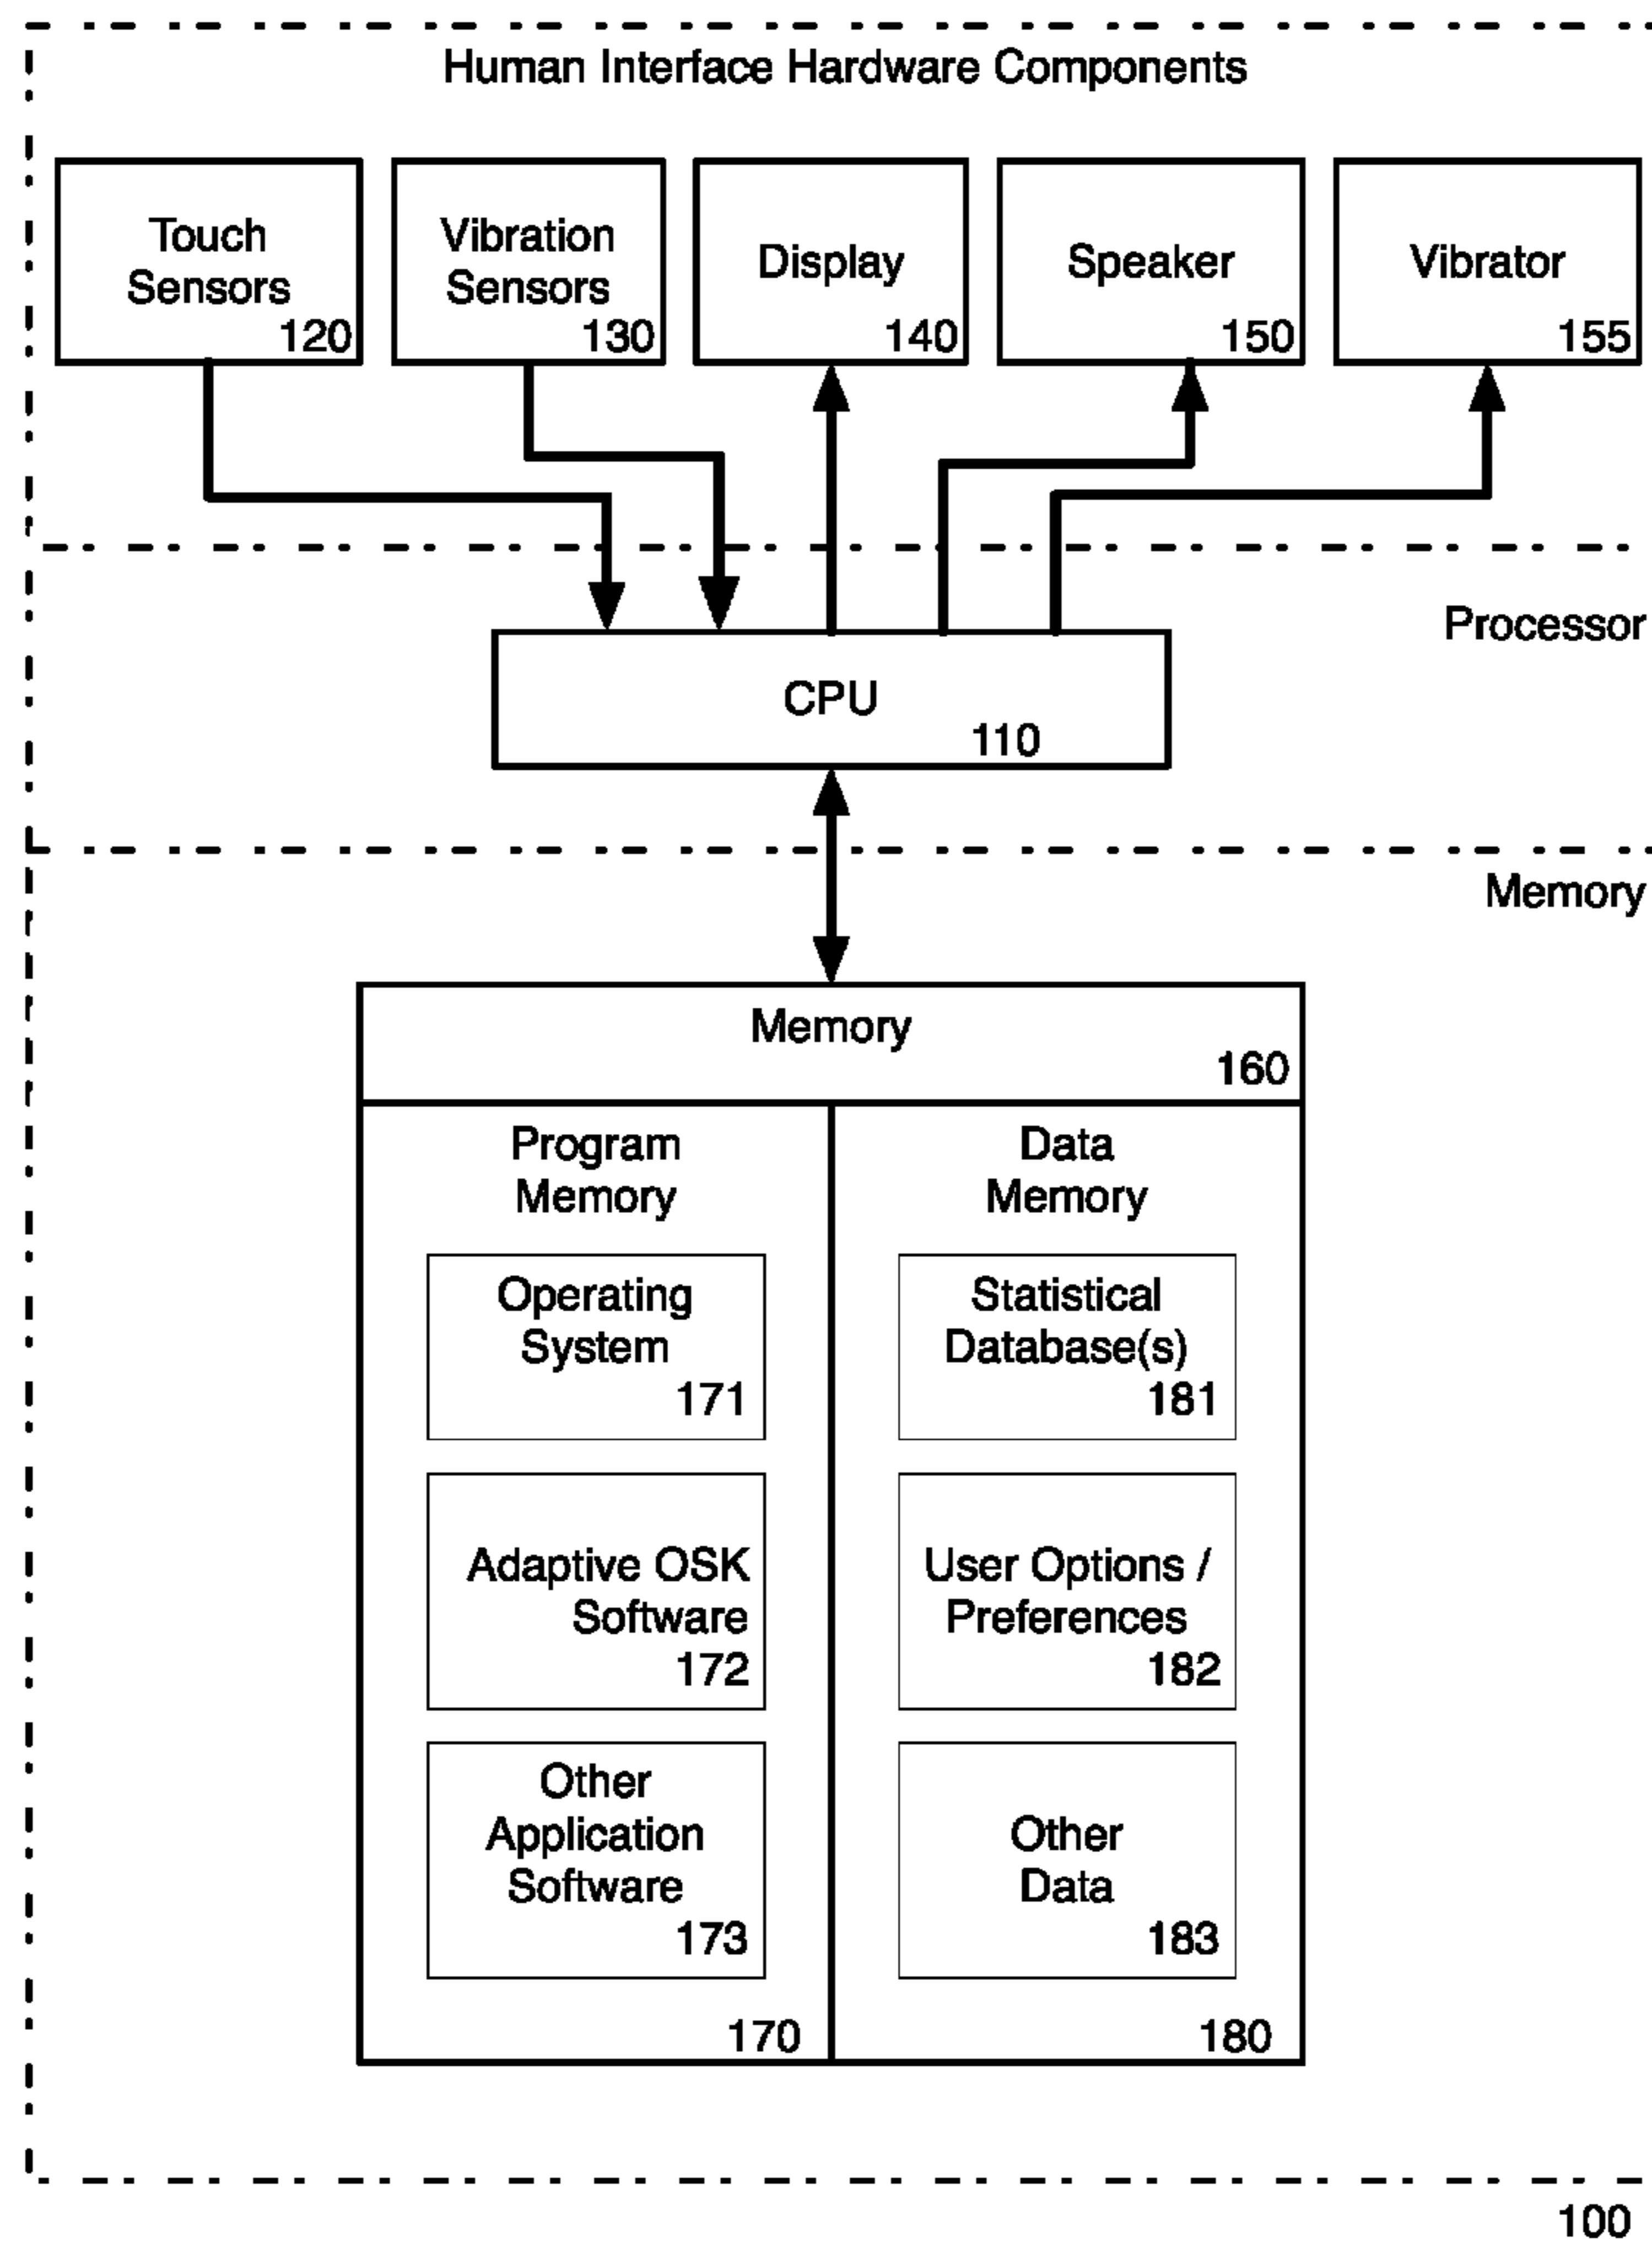 Human Interface Hardware Components
Touch
Sensors
120
Vibration
Sensors
130
Display
140
Speaker
150
Vibrator
155
Processor
CPU
110
Memory
Memory
160
Program
Memory
Operating
System
171
Adaptive OSK
Software
172
Other
Application
Software
173
170
Data
Memory
Statistical
Database(s)
181
User Options /
Preferences
182
Other
Data
183
180
100